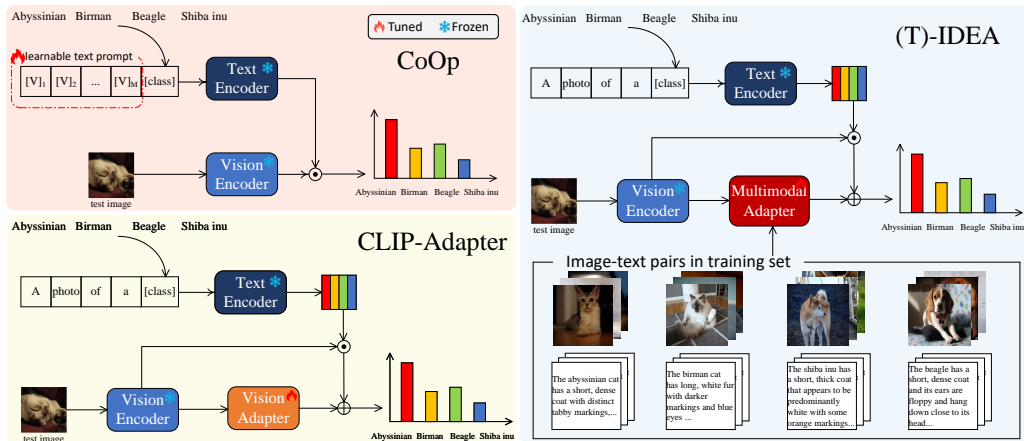 Abyssinian Birman Beagle Shiba inu
Tuned Frozen
CoOp
learnable text prompt
[V]1 [V]2 ... [V]M [class]
Text
Encoder
Vision
Encoder
test image
Abyssinian Birman Beagle Shiba inu
Abyssinian Birman Beagle Shiba inu
CLIP-Adapter
A photo of a [class]
Text
Encoder
Vision
Encoder
Vision
Adapter
test image
Abyssinian Birman Beagle Shiba inu
Abyssinian Birman Beagle Shiba inu
(T)-IDEA
A photo of a [class]
Text
Encoder
Vision
Encoder
Multimodal
Adapter
test image
Abyssinian Birman Beagle Shiba inu
Image-text pairs in training set
The abyssinian cat
has a short, dense
coat with distinct
tabby markings,...
The birman cat
has long, white fur
with darker
markings and blue
eyes ...
The shiba inu has
a short, thick coat
that appears to be
predominantly
white with some
orange markings...
The beagle has a
short, dense coat
and its ears are
floppy and hang
down close to its
head...